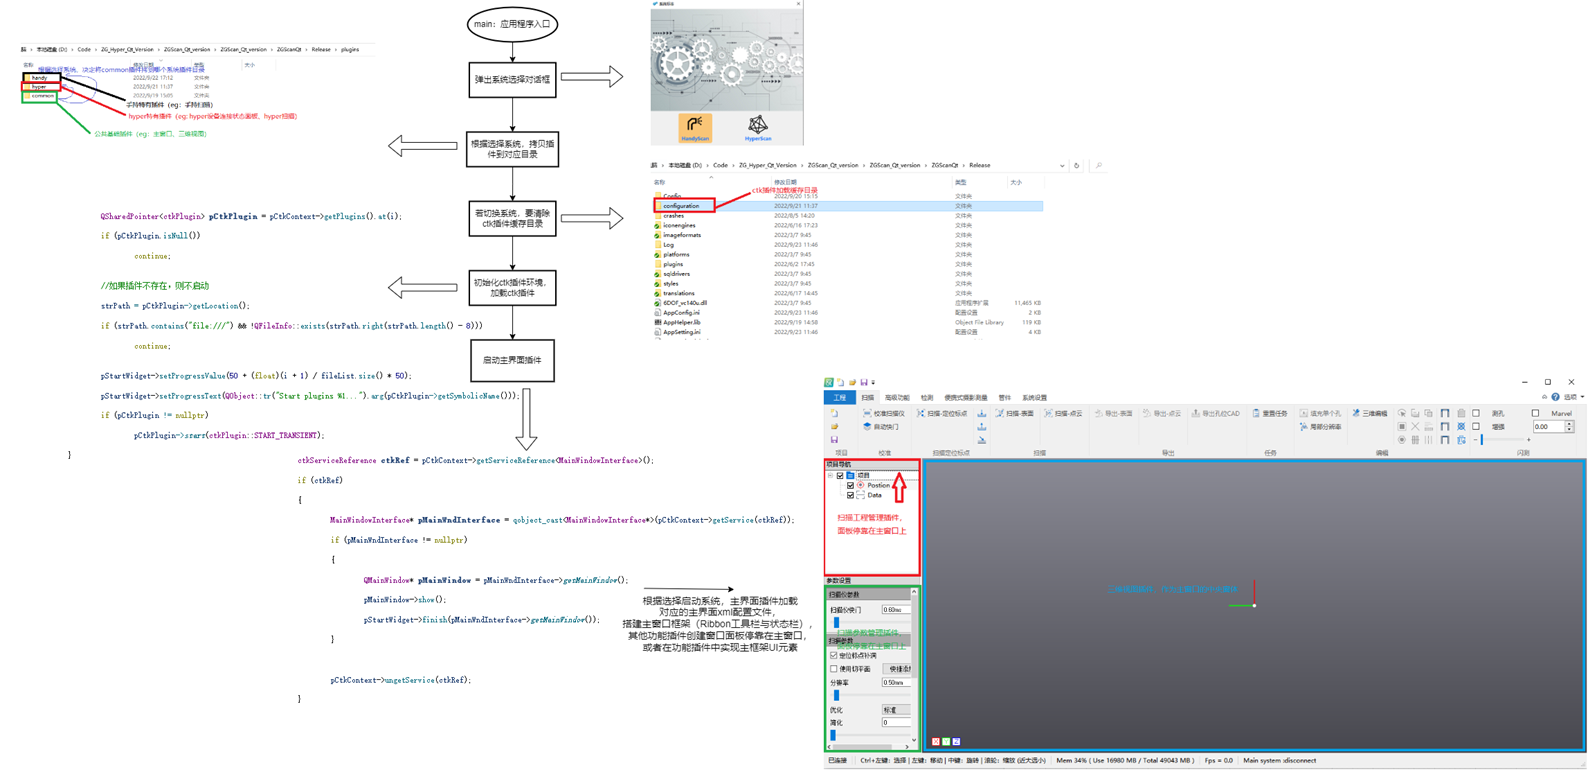 main：应用程序入口
弹出系统选择对话框
根据选择系统，拷贝插
件到对应目录
若切换系统，要清除
ctk插件缓存目录
初始化ctk插件环境，
加载ctk插件
启动主界面插件
本地磁盘 (D:) › Code › ZG_Hyper_Qt_Version › ZGScan_Qt_version › ZGScan_Qt_version › ZGScanQt › Release › plugins
名称 修改日期 类型 大小
根据选择系统，决定将common插件拷到哪个系统插件目录
handy 2022/9/22 17:12 文件夹
hyper 2022/9/21 11:37 文件夹
common 2022/9/19 15:05 文件夹
手持特有插件（eg：手持扫描）
hyper特有插件（eg: hyper设备连接状态面板、hyper扫描）
公共基础插件（eg：主窗口、三维视图）
HandyScan HyperScan
本地磁盘 (D:) › Code › ZG_Hyper_Qt_Version › ZGScan_Qt_version › ZGScan_Qt_version › ZGScanQt › Release
名称 修改日期 类型 大小
ctk插件加载缓存目录
Config 2022/9/20 15:15 文件夹
configuration 2022/9/21 11:37 文件夹
crashes 2022/8/5 14:20 文件夹
iconengines 2022/6/16 17:23 文件夹
imageformats 2022/3/7 9:45 文件夹
Log 2022/9/23 11:46 文件夹
platforms 2022/3/7 9:45 文件夹
plugins 2022/6/2 17:45 文件夹
sqldrivers 2022/3/7 9:45 文件夹
styles 2022/3/7 9:45 文件夹
translations 2022/6/17 14:45 文件夹
6DOF_vc140u.dll 2022/3/7 9:45 应用程序扩展 11,465 KB
AppConfig.ini 2022/9/23 11:46 配置设置 2 KB
AppHelper.lib 2022/9/19 14:58 Object File Library 119 KB
AppSetting.ini 2022/9/23 11:46 配置设置 4 KB
QSharedPointer<ctkPlugin> pCtkPlugin = pCtkContext->getPlugins().at(i);
if (pCtkPlugin.isNull())
continue;
//如果插件不存在，则不启动
strPath = pCtkPlugin->getLocation();
if (strPath.contains("file:///") && !QFileInfo::exists(strPath.right(strPath.length() - 8)))
continue;
pStartWidget->setProgressValue(50 + (float)(i + 1) / fileList.size() * 50);
pStartWidget->setProgressText(QObject::tr("Start plugins %1...").arg(pCtkPlugin->getSymbolicName()));
if (pCtkPlugin != nullptr)
pCtkPlugin->start(ctkPlugin::START_TRANSIENT);
}
ctkServiceReference ctkRef = pCtkContext->getServiceReference<MainWindowInterface>();
if (ctkRef)
{
MainWindowInterface* pMainWndInterface = qobject_cast<MainWindowInterface*>(pCtkContext->getService(ctkRef));
if (pMainWndInterface != nullptr)
{
QMainWindow* pMainWindow = pMainWndInterface->getMainWindow();
pMainWindow->show();
pStartWidget->finish(pMainWndInterface->getMainWindow());
}
pCtkContext->ungetService(ctkRef);
}
根据选择启动系统，主界面插件加载
对应的主界面xml配置文件，
搭建主窗口框架（Ribbon工具栏与状态栏），
其他功能插件创建窗口面板停靠在主窗口，
或者在功能插件中实现主框架UI元素
工程 扫描 高级功能 检测 便携式摄影测量 管件 系统设置 选项
校准扫描仪 扫描-定位标点 扫描-表面 扫描-点云 导出-表面 导出-点云 导出孔位CAD 重置任务 填充单个孔 三维编辑 测孔 Marvel
自动快门 局部分辨率 增强 0.00
项目 校准 扫描定位标点 扫描 导出 任务 编辑 闪测
项目导航
项目
Postion
Data
扫描工程管理插件，
面板停靠在主窗口上
参数设置
扫描仪参数
扫描仪快门 0.60ms
扫描参数管理插件，
扫描参数
面板停靠在主窗口上
定位标点补洞
使用切平面
分辨率 0.50mm
优化 标准
简化 0
X Y Z
已连接 Ctrl+左键：选择 | 左键：移动 | 中键：旋转 | 滚轮：缩放 (近大远小) Mem 34% ( Use 16980 MB / Total 49043 MB ) Fps = 0.0 Main system :disconnect